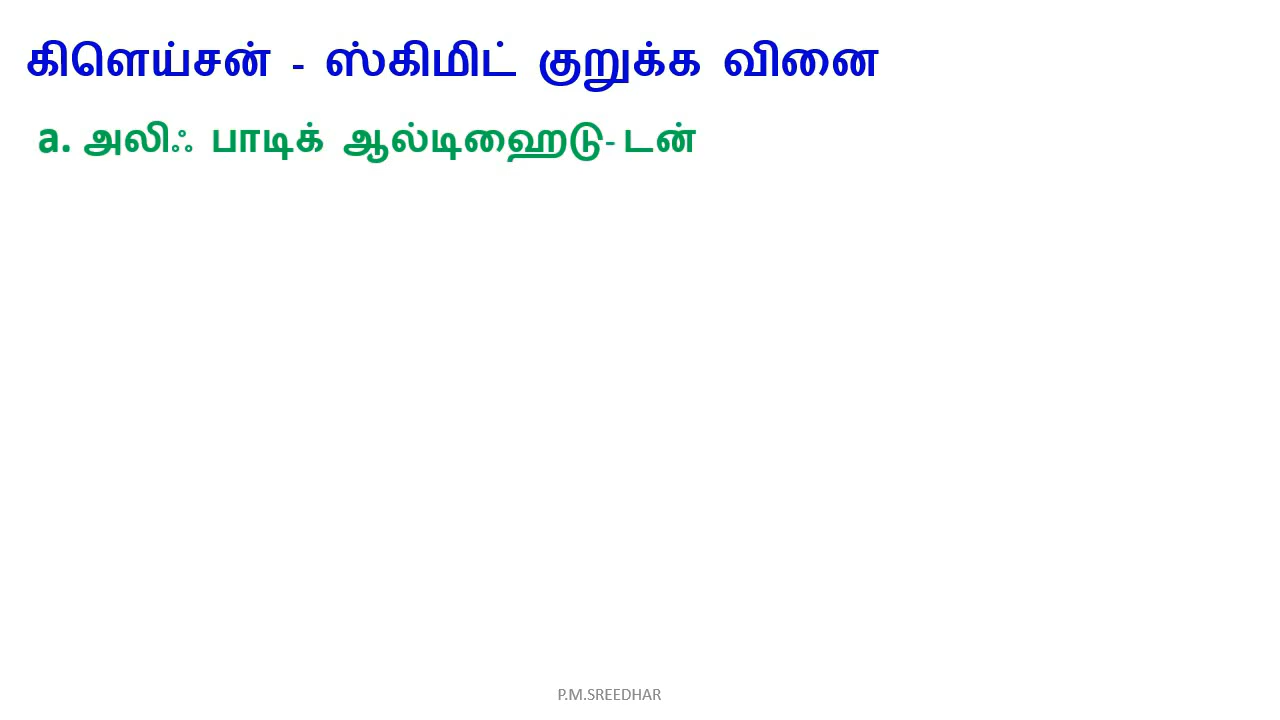 கிளெய்சன் - ஸ்கிமிட் குறுக்க வினை
a. அலிஃ பாடிக் ஆல்டிஹைடு- டன்
P.M.SREEDHAR